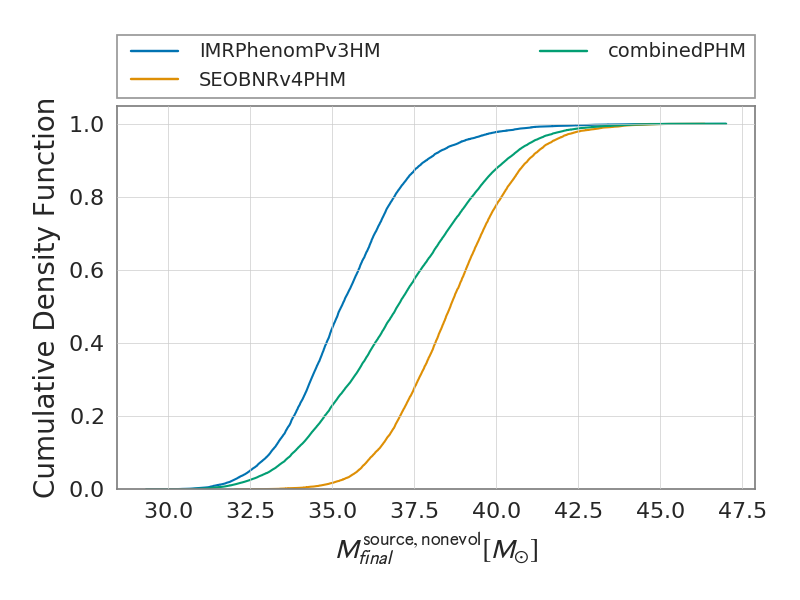 IMRPhenomPv3HM
SEOBNRv4PHM
combinedPHM
Cumulative Density Function
1.0
0.8
0.6
0.4
0.2
0.0
30.0 32.5 35.0 37.5 40.0 42.5 45.0 47.5
M_{final}^{source, nonevol}[M_⊙]